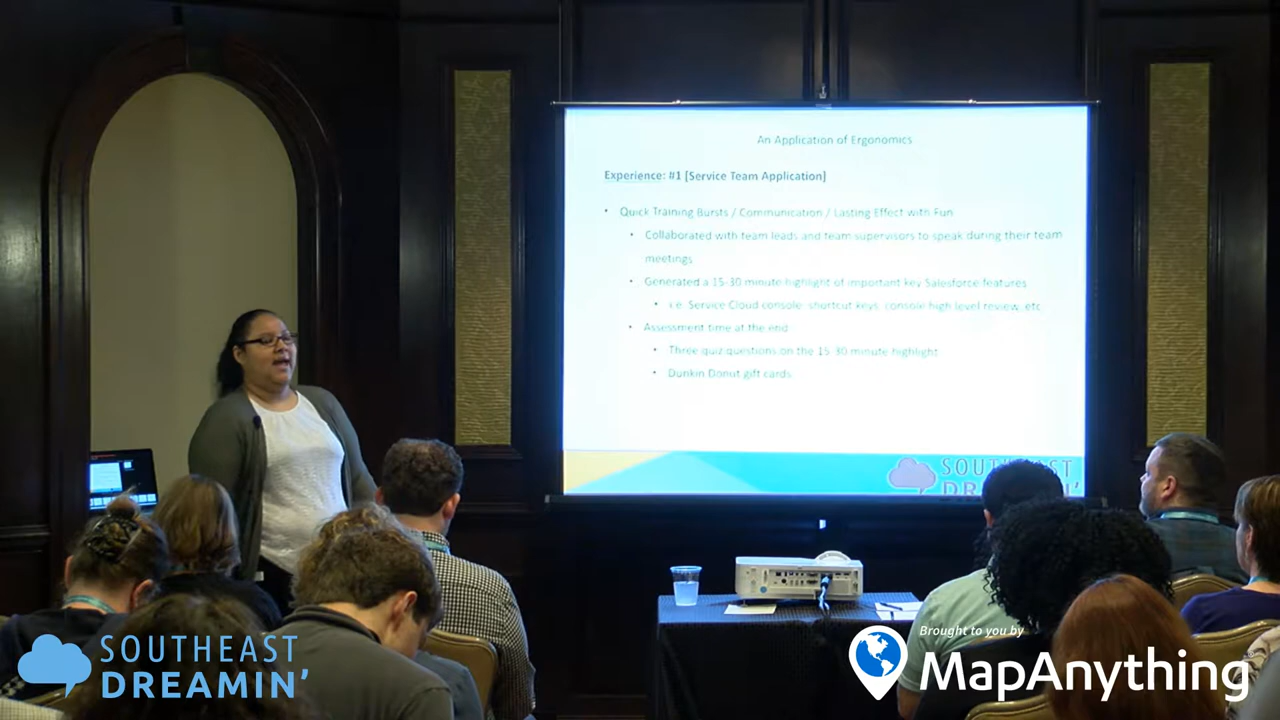 An Application of Ergonomics
Experience: #1 [Service Team Application]
• Quick Training Bursts / Communication / Lasting Effect with Fun
• Collaborated with team leads and team supervisors to speak during their team
meetings
• Generated a 15-30 minute highlight of important key Salesforce features
• i.e. Service Cloud console: shortcut keys, console high level review, etc
• Assessment time at the end
• Three quiz questions on the 15-30 minute highlight
• Dunkin Donut gift cards
SOUTHEAST
DREAMIN'
SOUTHEAST
DREAMIN'
Brought to you by
MapAnything